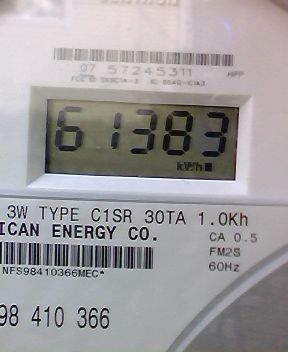 07 57245311 HPP
61383
kWh
3W TYPE C1SR 30TA 1.0Kh
ICAN ENERGY CO.
CA 0.5
FM2S
60Hz
NFS98410366MEC*
98 410 366